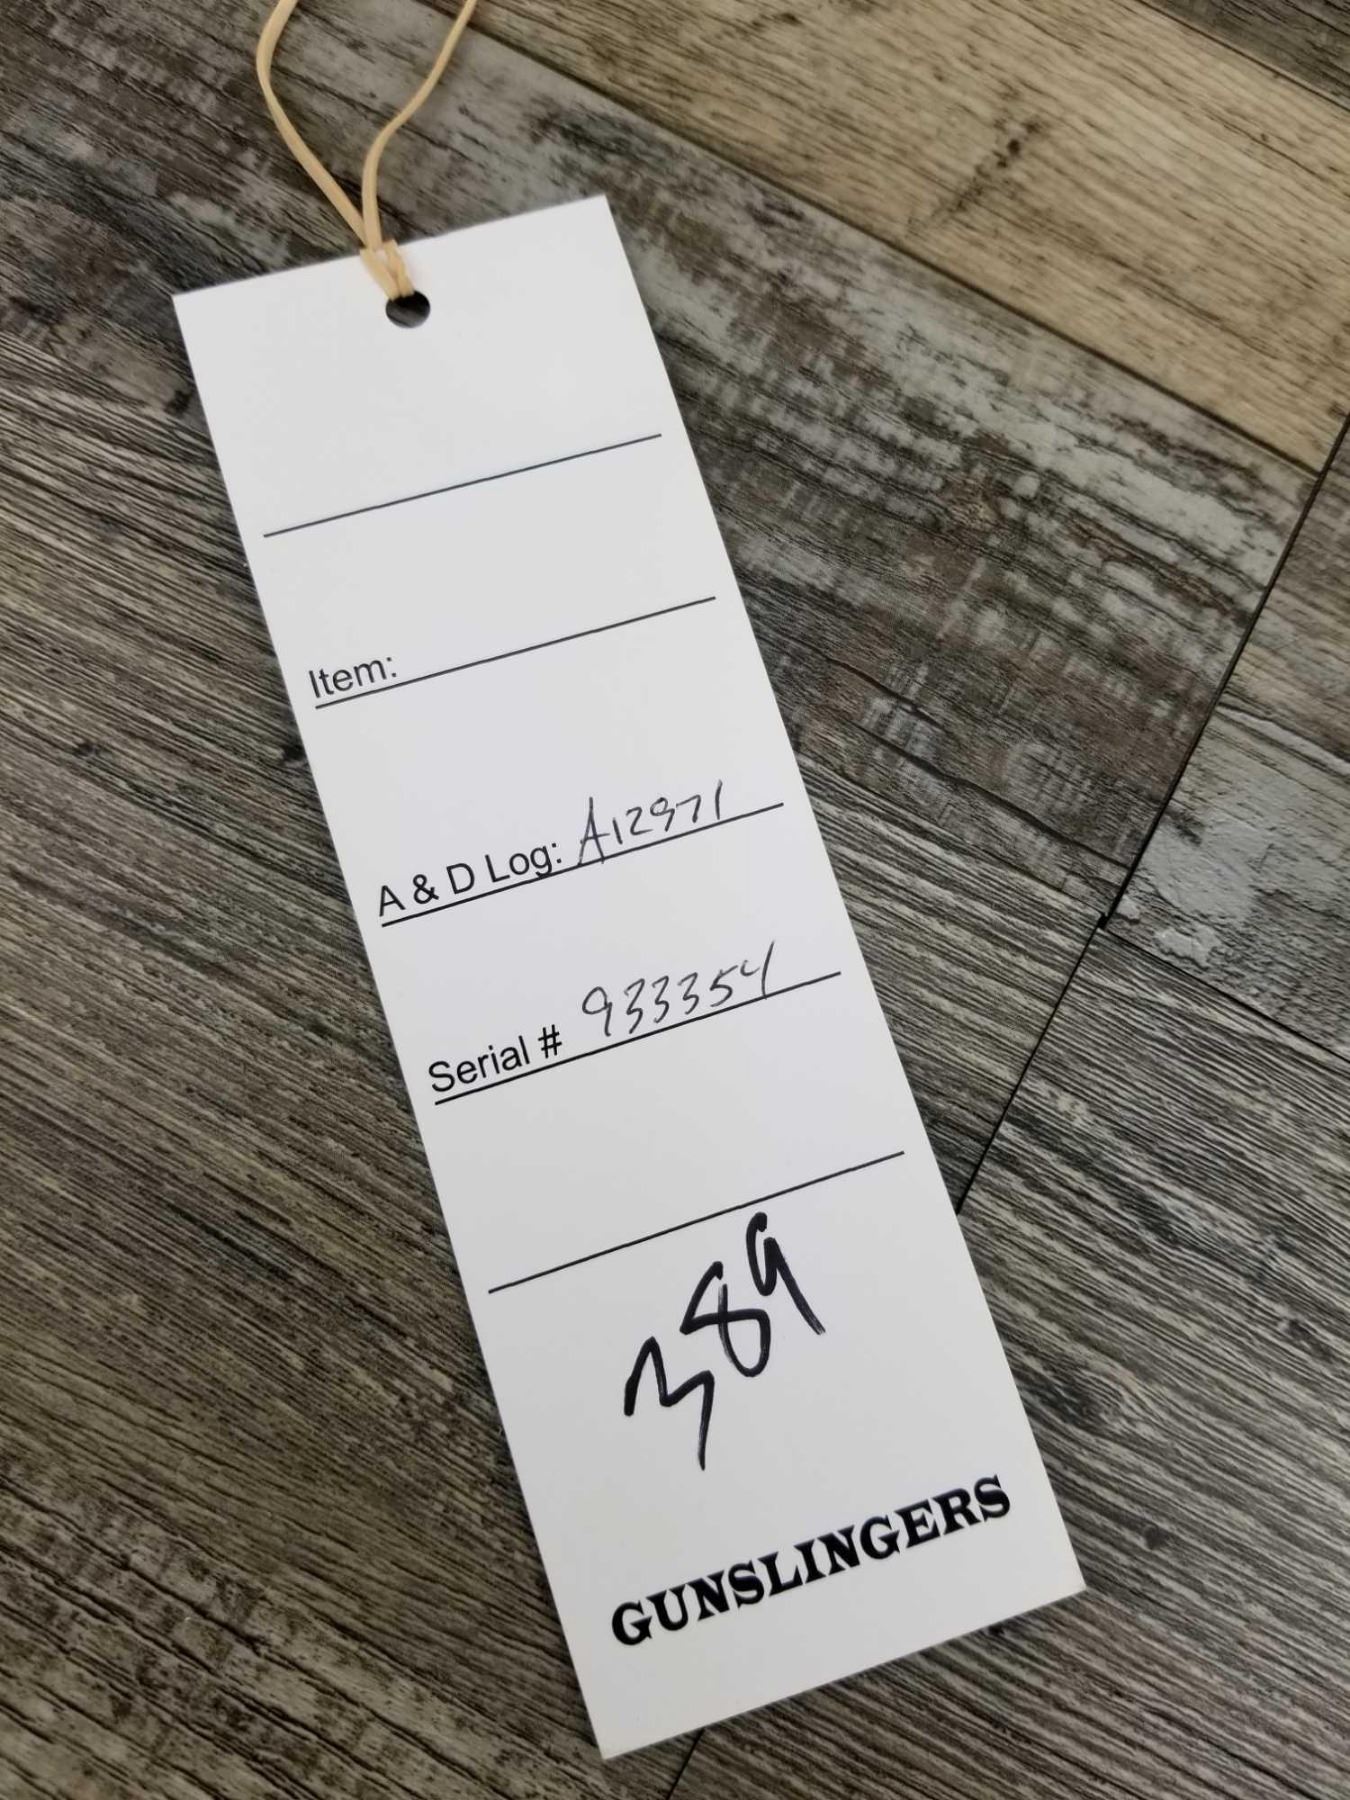 Item:
A & D Log: A12971
Serial # 933354
389
GUNSLINGERS